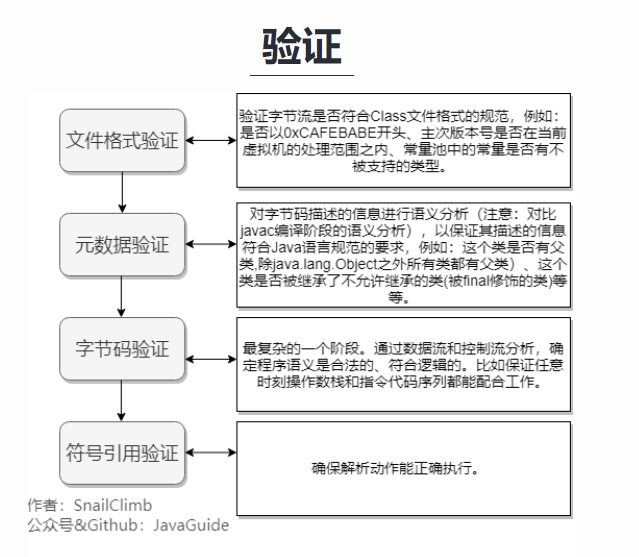 验证
文件格式验证
验证字节流是否符合Class文件格式的规范，例如：
是否以0xCAFEBABE开头、主次版本号是否在当前
虚拟机的处理范围之内、常量池中的常量是否有不
被支持的类型。
元数据验证
对字节码描述的信息进行语义分析（注意：对比
javac编译阶段的语义分析），以保证其描述的信息
符合Java语言规范的要求，例如：这个类是否有父
类,除java.lang.Object之外所有类都有父类）、这个
类是否被继承了不允许继承的类(被final修饰的类)等
等。
字节码验证
最复杂的一个阶段。通过数据流和控制流分析，确
定程序语义是合法的、符合逻辑的。比如保证任意
时刻操作数栈和指令代码序列都能配合工作。
符号引用验证
确保解析动作能正确执行。
作者：SnailClimb
公众号&Github：JavaGuide